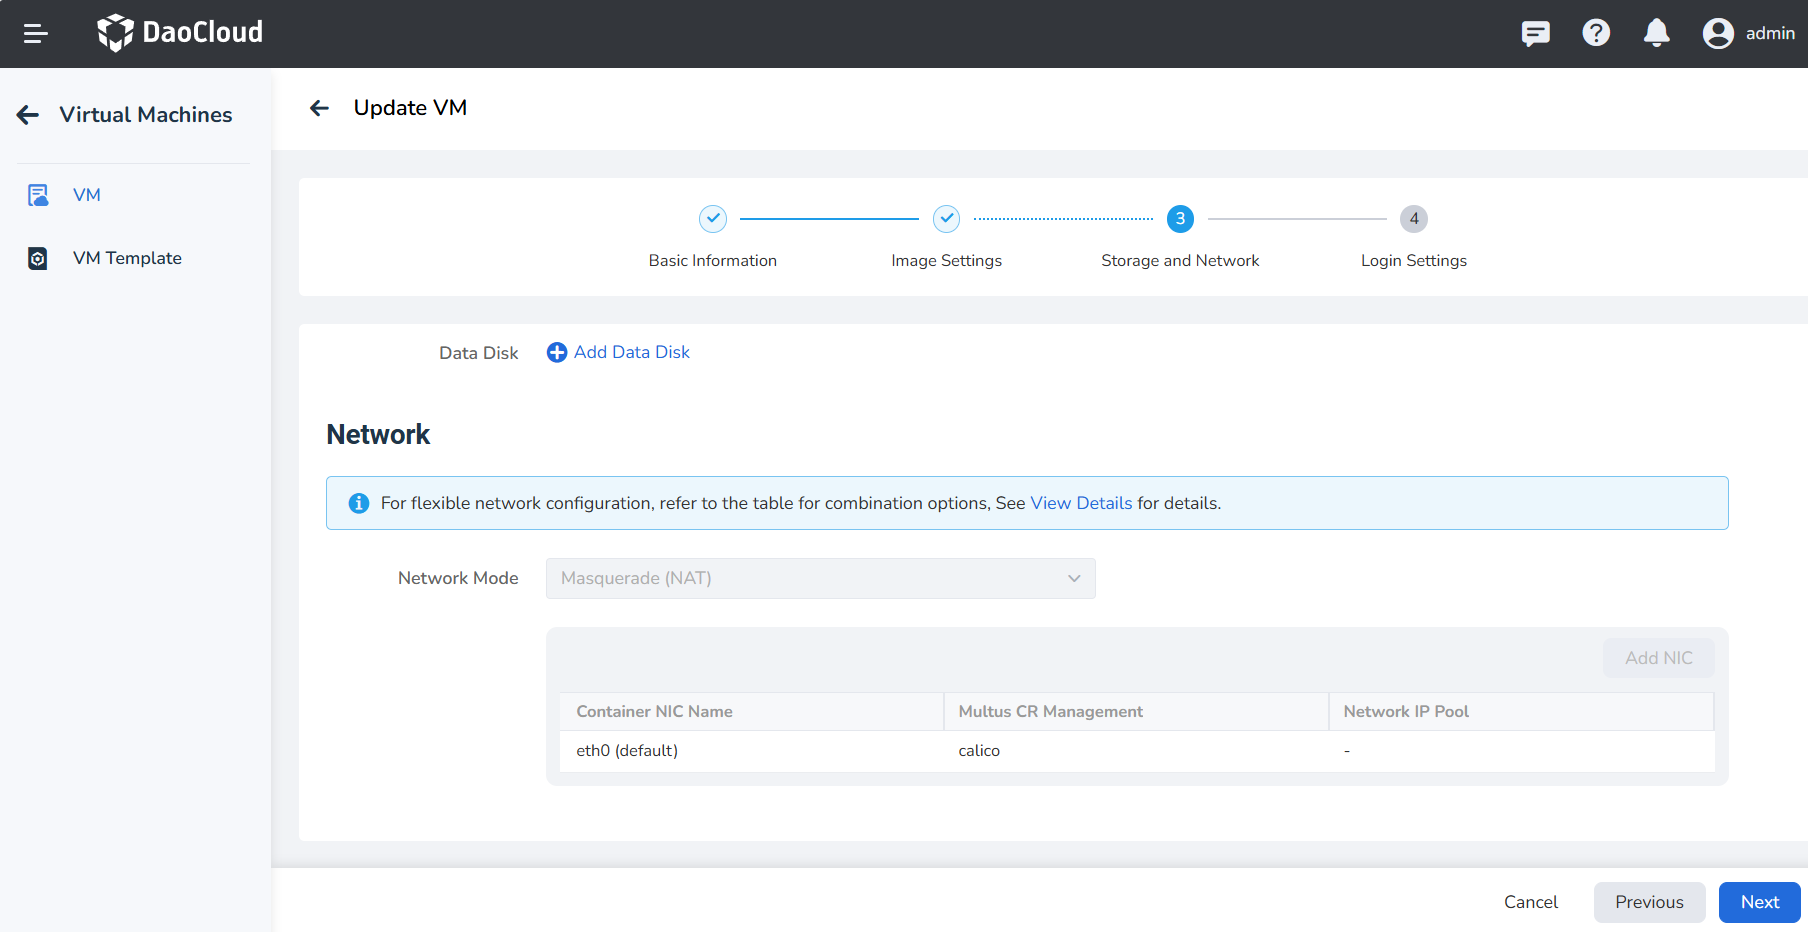 DaoCloud
admin
Virtual Machines
VM
VM Template
Update VM
3
4
Basic Information
Image Settings
Storage and Network
Login Settings
Data Disk
Add Data Disk
Network
For flexible network configuration, refer to the table for combination options, See View Details for details.
Network Mode
Masquerade (NAT)
Add NIC
Container NIC Name
Multus CR Management
Network IP Pool
eth0 (default)
calico
-
Cancel
Previous
Next